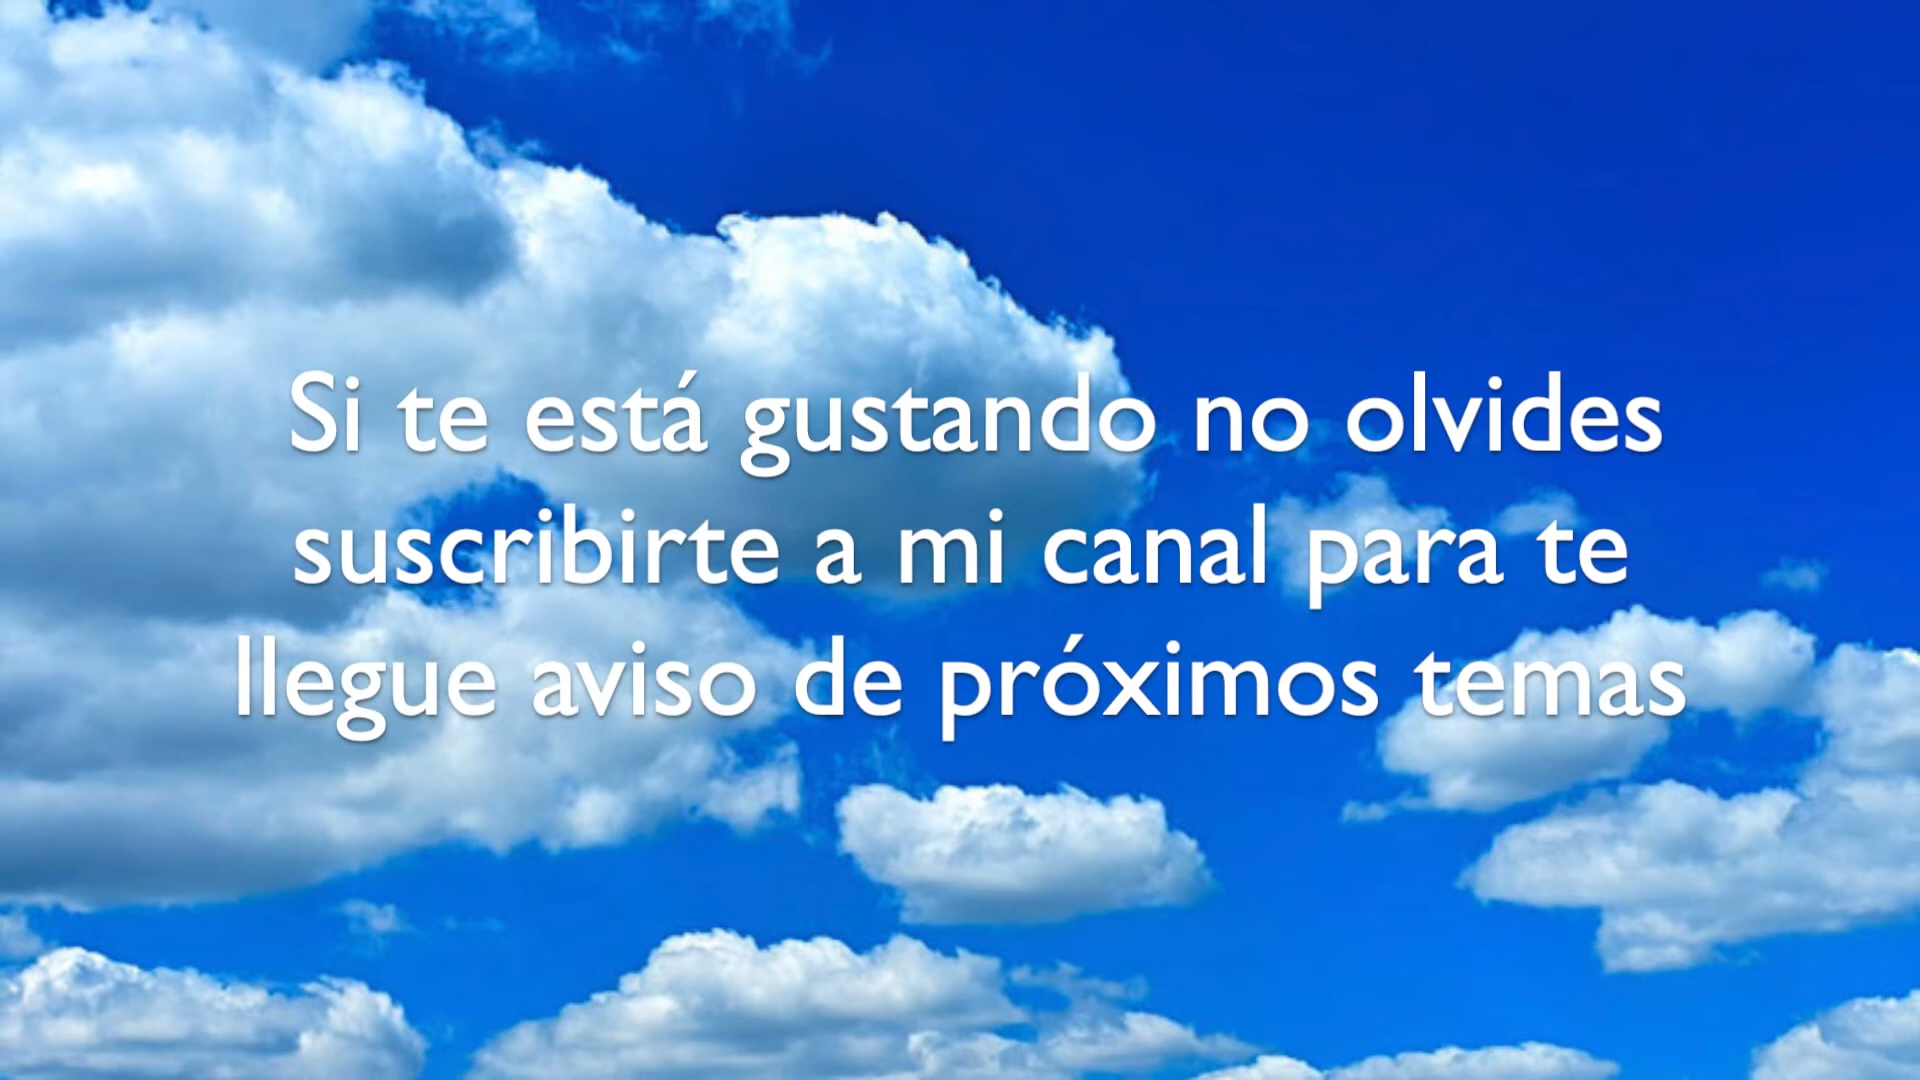 Si te está gustando no olvides
suscribirte a mi canal para te
llegue aviso de próximos temas